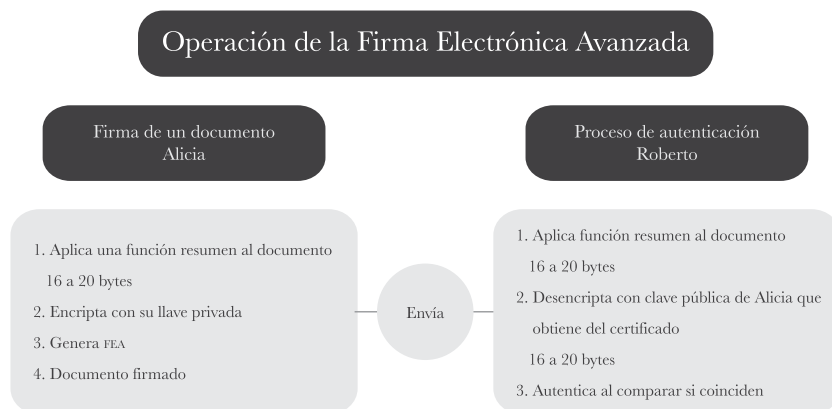 Operación de la Firma Electrónica Avanzada
Firma de un documento
Alicia
Proceso de autenticación
Roberto
1. Aplica una función resumen al documento
16 a 20 bytes
2. Encripta con su llave privada
3. Genera FEA
4. Documento firmado
Envía
1. Aplica función resumen al documento
16 a 20 bytes
2. Desencripta con clave pública de Alicia que
obtiene del certificado
16 a 20 bytes
3. Autentica al comparar si coinciden